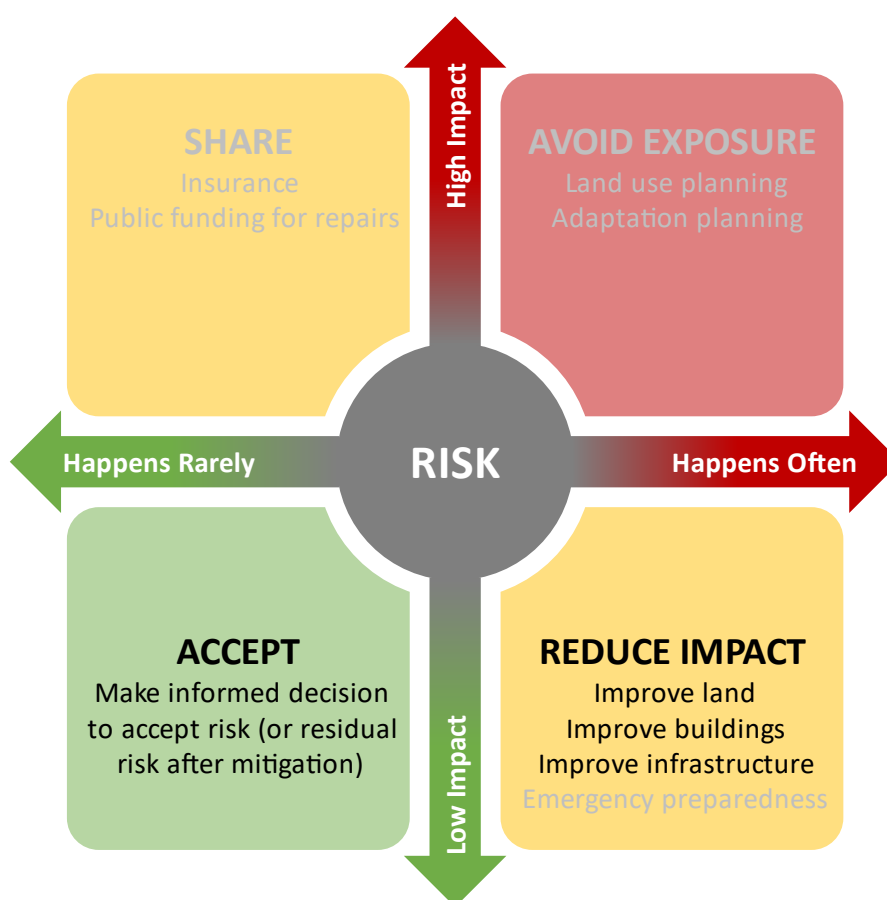 SHARE
Insurance
Public funding for repairs
High Impact
AVOID EXPOSURE
Land use planning
Adaptation planning
Happens Rarely
RISK
Happens Often
ACCEPT
Make informed decision
to accept risk (or residual
risk after mitigation)
Low Impact
REDUCE IMPACT
Improve land
Improve buildings
Improve infrastructure
Emergency preparedness